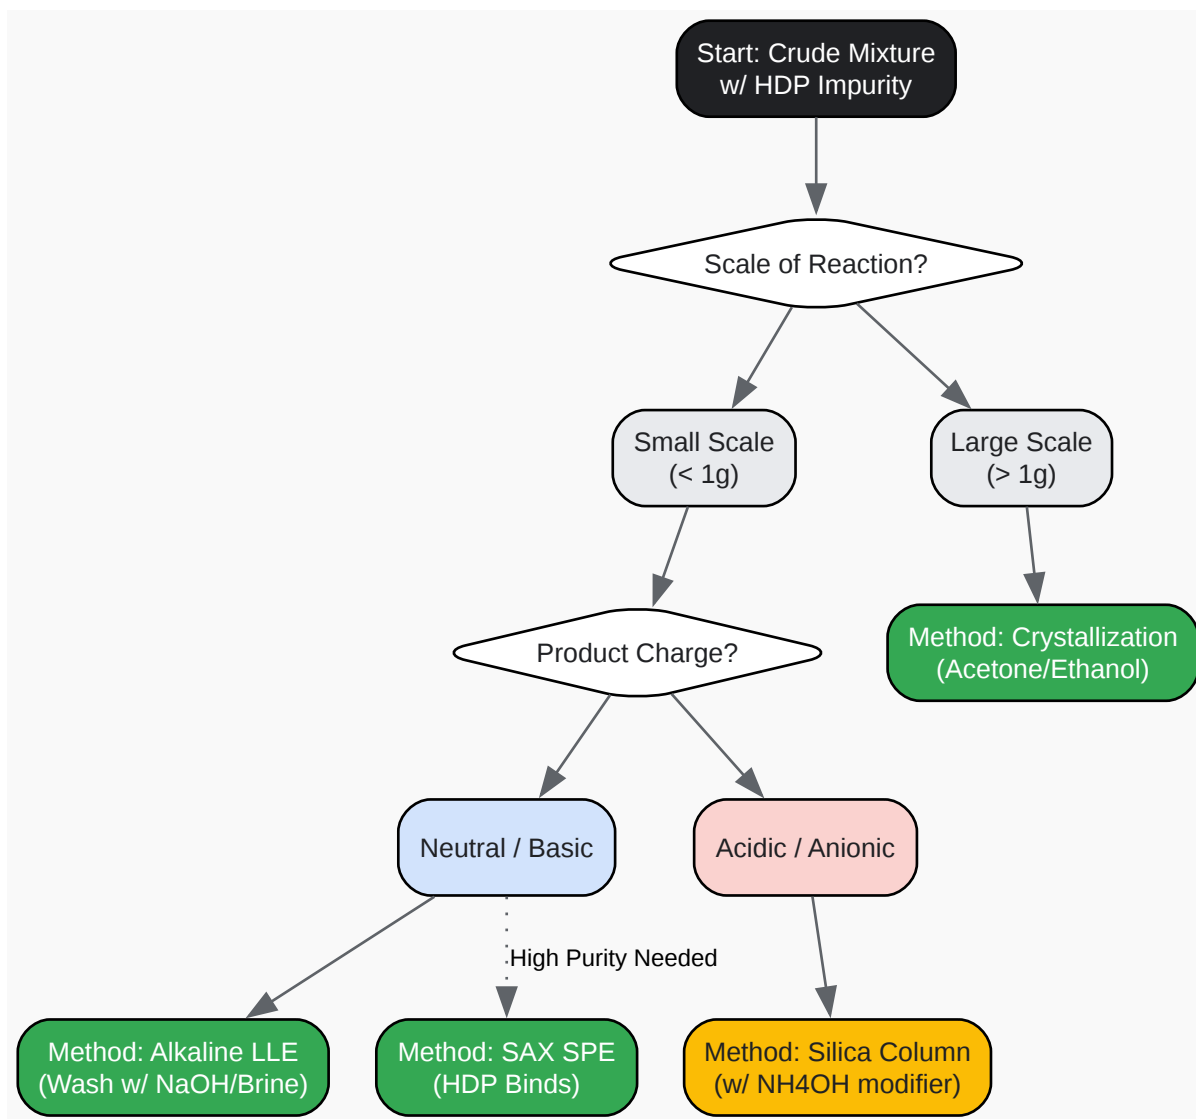 Start: Crude Mixture
w/ HDP Impurity
Scale of Reaction?
Small Scale
(< 1g)
Large Scale
(> 1g)
Product Charge?
Method: Crystallization
(Acetone/Ethanol)
Neutral / Basic
Acidic / Anionic
High Purity Needed
Method: Alkaline LLE
(Wash w/ NaOH/Brine)
Method: SAX SPE
(HDP Binds)
Method: Silica Column
(w/ NH4OH modifier)